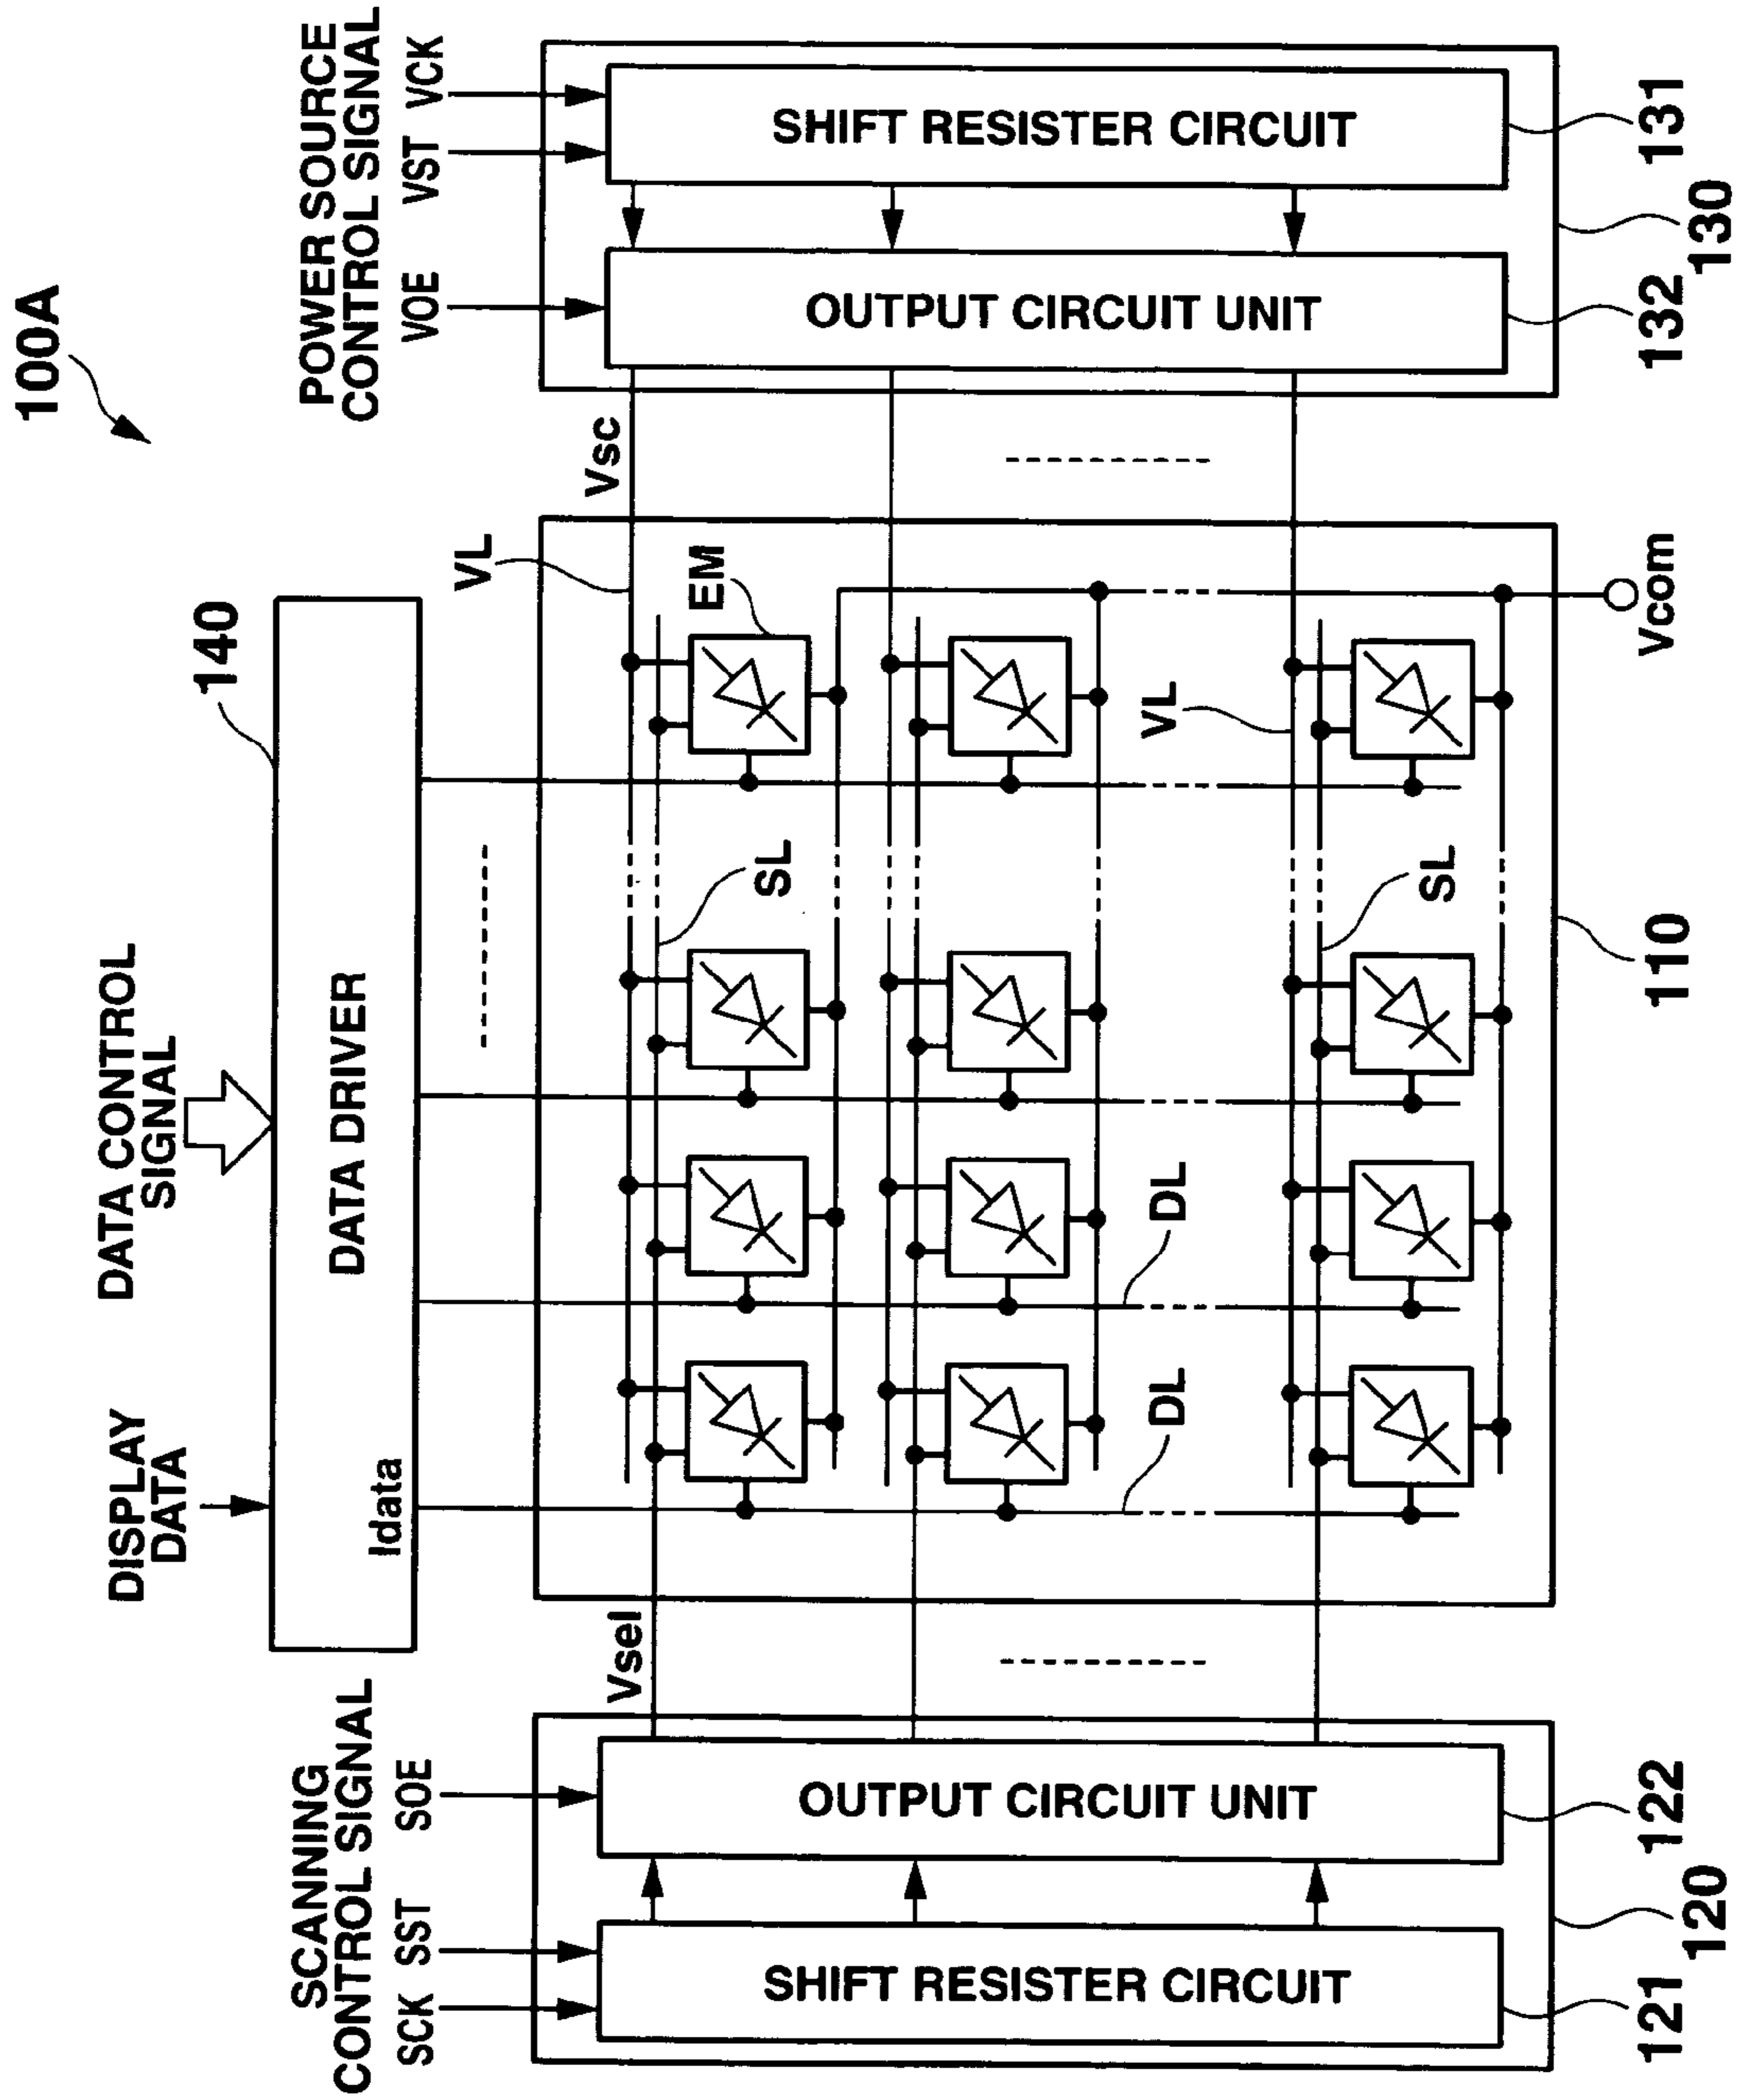 100A
DISPLAY
DATA
DATA CONTROL
SIGNAL
140
DATA DRIVER
Idata
SCANNING
CONTROL SIGNAL
SCK SST SOE
POWER SOURCE
CONTROL SIGNAL
VOE VST VCK
Vsel
VL
Vsc
SHIFT RESISTER CIRCUIT
OUTPUT CIRCUIT UNIT
OUTPUT CIRCUIT UNIT
SHIFT RESISTER CIRCUIT
EM
SL
DL
DL
VL
SL
Vcom
121
120
122
110
132
130
131